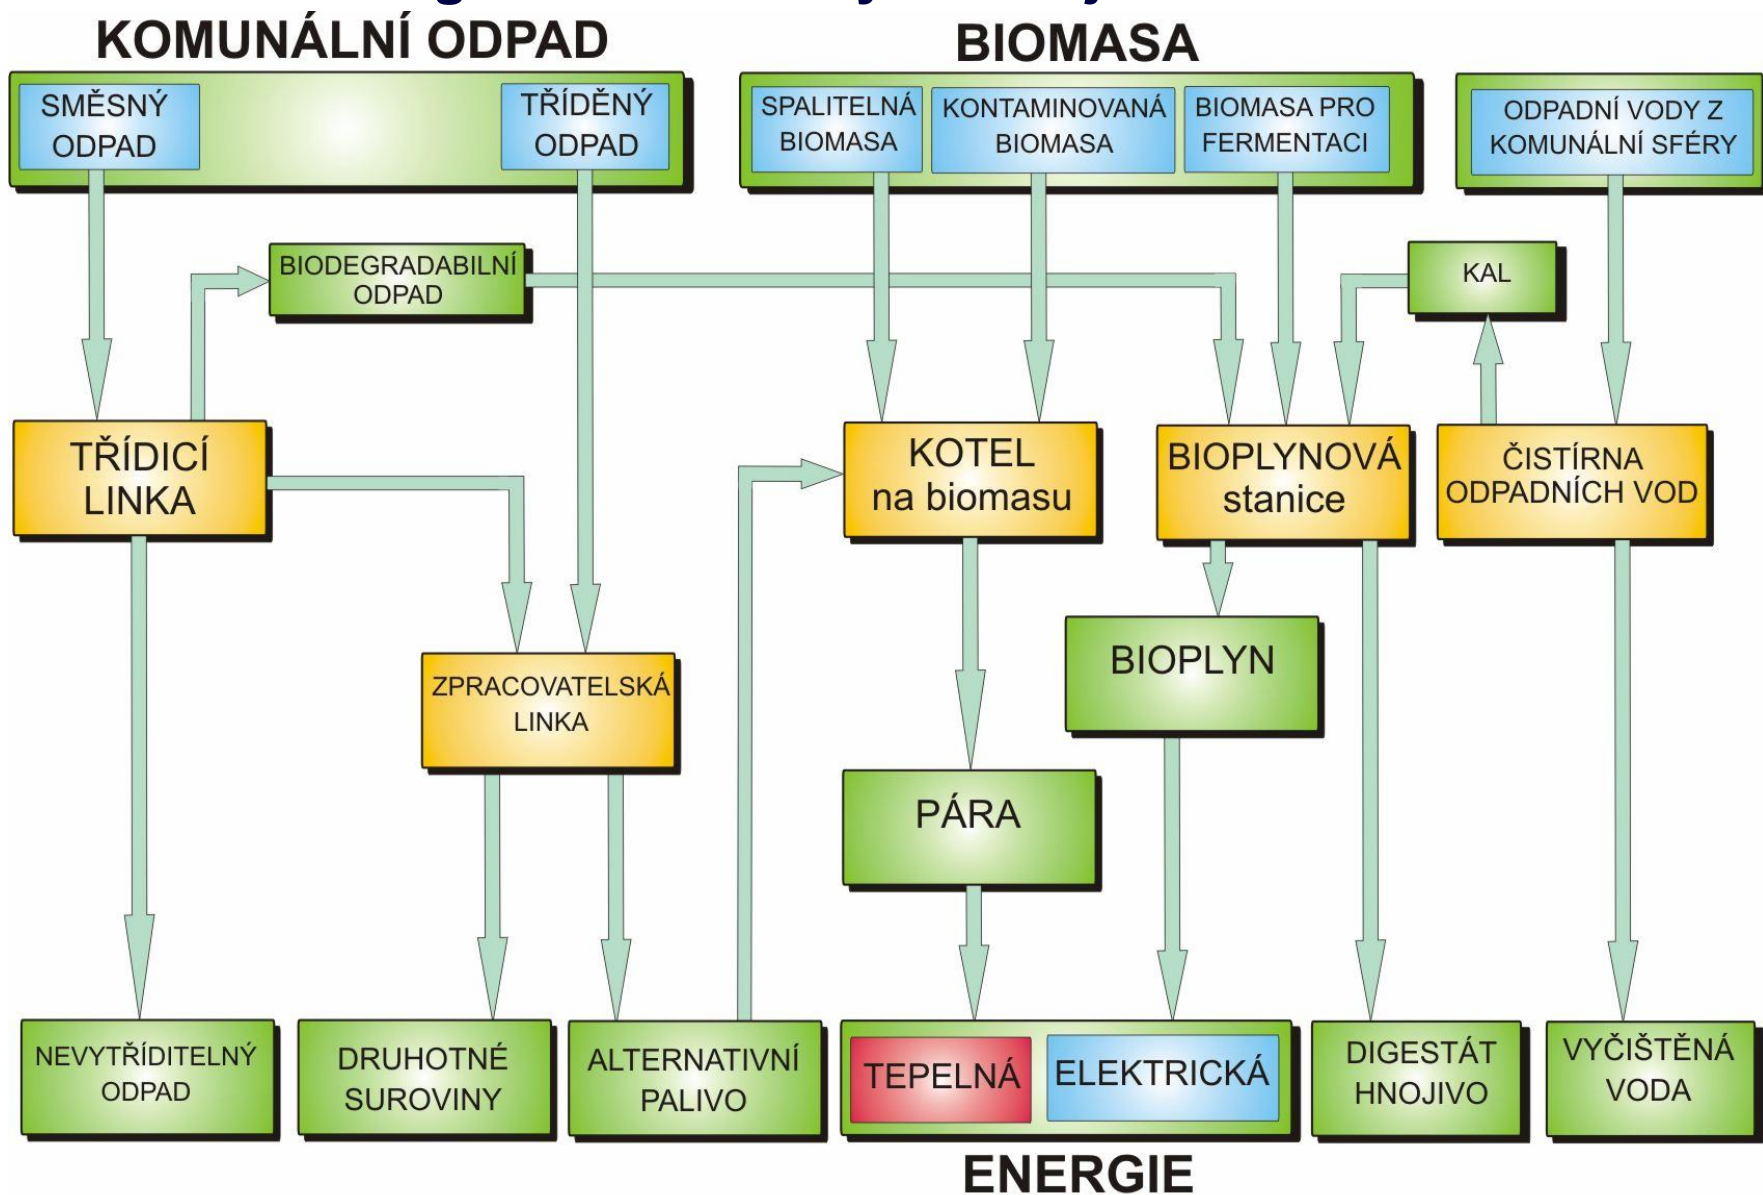 KOMUNÁLNÍ ODPAD
BIOMASA
SMĚSNÝ
ODPAD
TŘÍDĚNÝ
ODPAD
SPALITELNÁ
BIOMASA
KONTAMINOVANÁ
BIOMASA
BIOMASA PRO
FERMENTACI
ODPADNÍ VODY Z
KOMUNÁLNÍ SFÉRY
BIODEGRADABILNÍ
ODPAD
KAL
TŘÍDICÍ
LINKA
KOTEL
na biomasu
BIOPLYNOVÁ
stanice
ČISTÍRNA
ODPADNÍCH VOD
ZPRACOVATELSKÁ
LINKA
BIOPLYN
PÁRA
NEVYTŘÍDITELNÝ
ODPAD
DRUHOTNÉ
SUROVINY
ALTERNATIVNÍ
PALIVO
TEPELNÁ
ELEKTRICKÁ
DIGESTÁT
HNOJIVO
VYČIŠTĚNÁ
VODA
ENERGIE